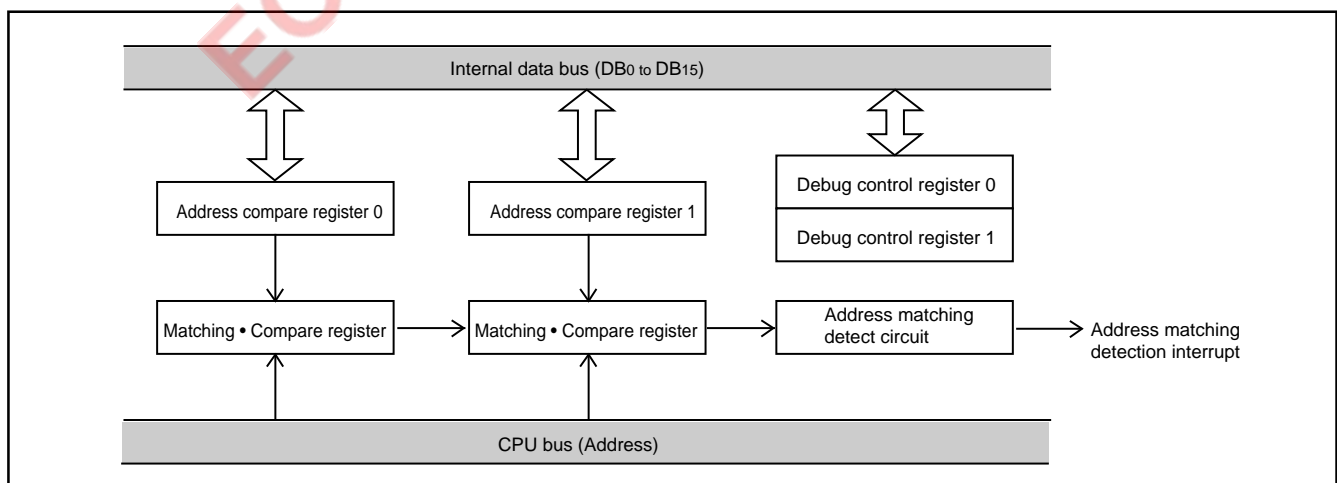 Internal data bus (DB0 to DB15)
Address compare register 0
Address compare register 1
Debug control register 0
Debug control register 1
Matching • Compare register
Matching • Compare register
Address matching
detect circuit
Address matching
detection interrupt
CPU bus (Address)